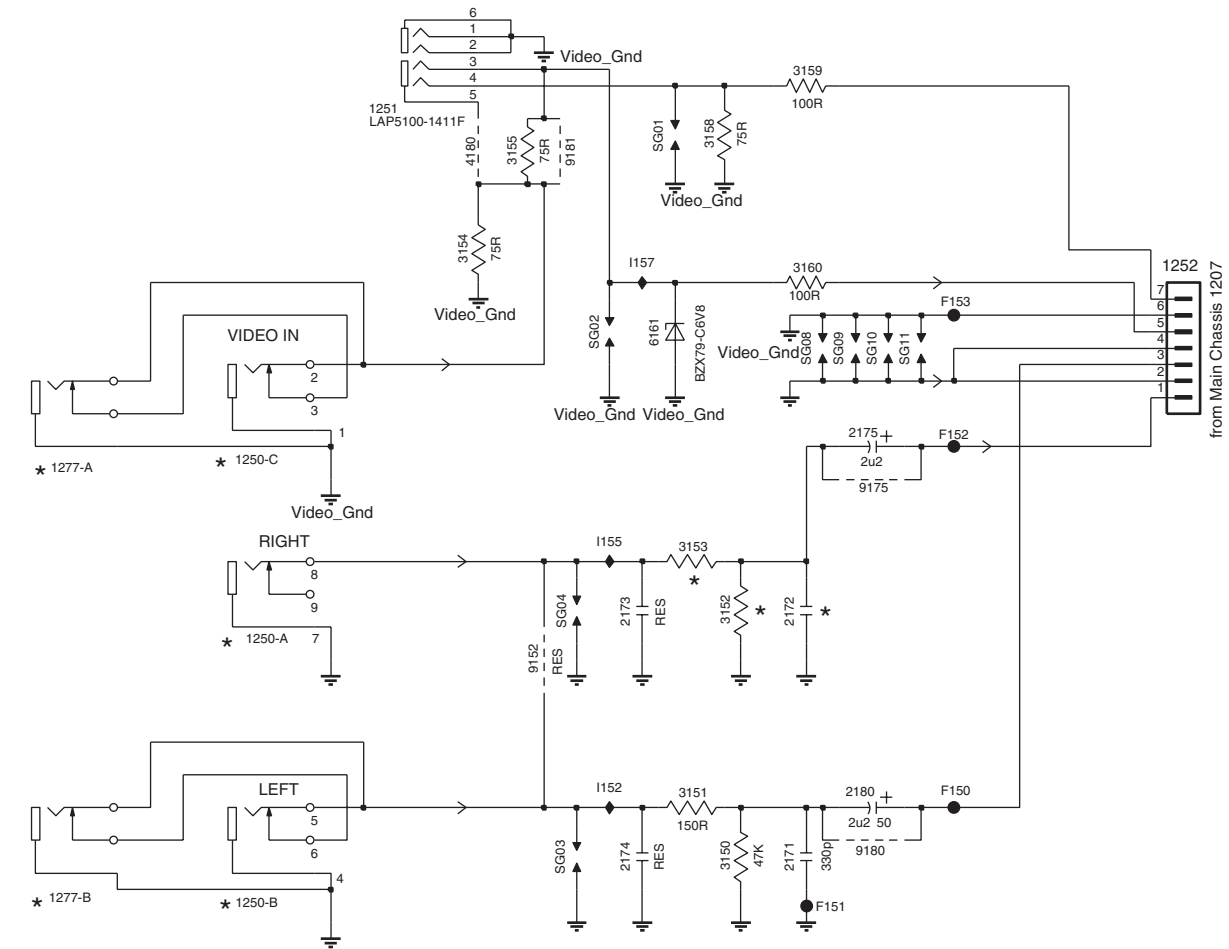 6
1
2
Video_Gnd
3
4
5
1251
LAP5100-1411F
4180
3155
75R
9181
SG01
3158
75R
3159
100R
Video_Gnd
3154
75R
Video_Gnd
I157
3160
100R
1252
from Main Chassis 1207
7
6
5
4
3
2
1
F153
SG02
6161
BZX79-C6V8
Video_Gnd
SG08
SG09
SG10
SG11
Video_Gnd
Video_Gnd
VIDEO IN
2
3
1
* 1277-A
* 1250-C
Video_Gnd
2175
+
2u2
9175
F152
RIGHT
8
9
7
* 1250-A
I155
3153
*
SG04
2173
RES
3152
*
2172
*
9152
RES
LEFT
5
6
4
* 1277-B
* 1250-B
I152
3151
150R
SG03
2174
RES
3150
47K
2171
330p
F151
2180
+
2u2 50
9180
F150